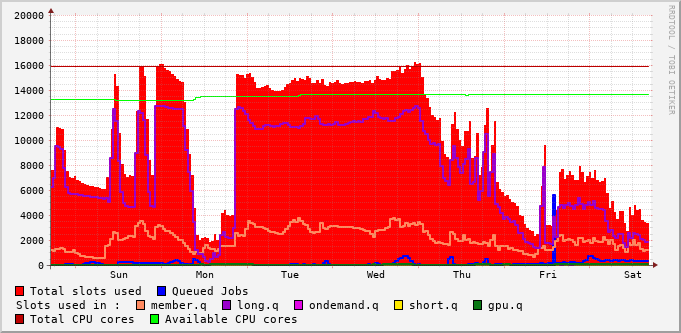 20000
18000
16000
14000
12000
10000
8000
6000
4000
2000
0
Sun Mon Tue Wed Thu Fri Sat
Total slots used Queued Jobs
Slots used in : member.q long.q ondemand.q short.q gpu.q
Total CPU cores Available CPU cores
RRDTOOL / TOBI OETIKER